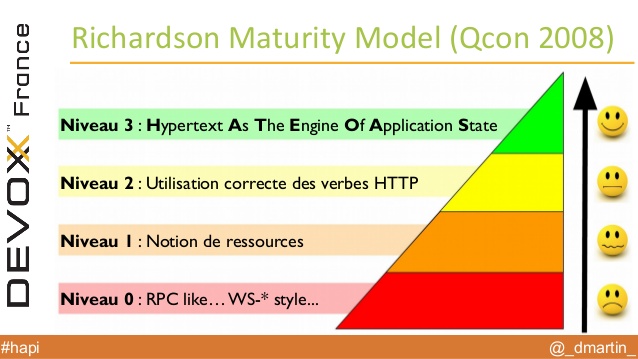 Richardson Maturity Model (Qcon 2008)
DEVOXX™ France
Niveau 3 : Hypertext As The Engine Of Application State
Niveau 2 : Utilisation correcte des verbes HTTP
Niveau 1 : Notion de ressources
Niveau 0 : RPC like… WS-* style...
#hapi
@_dmartin_